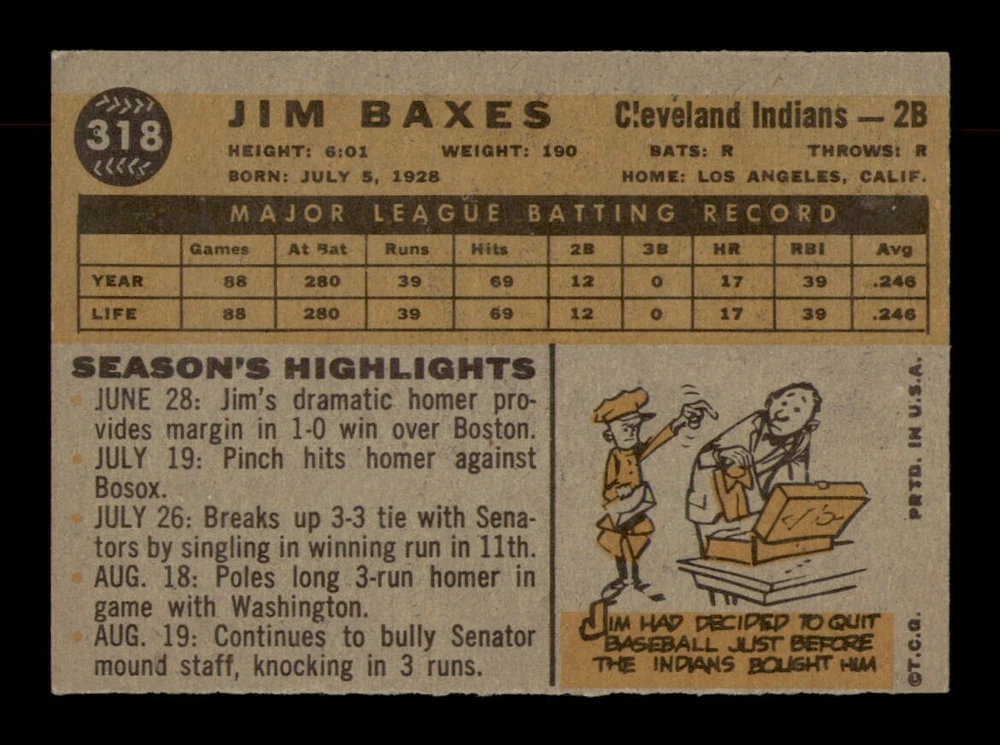 318
JIM BAXES
Cleveland Indians — 2B
HEIGHT: 6:01 WEIGHT: 190 BATS: R THROWS: R
BORN: JULY 5, 1928 HOME: LOS ANGELES, CALIF.
MAJOR LEAGUE BATTING RECORD
Games At Bat Runs Hits 2B 3B HR RBI Avg
YEAR 88 280 39 69 12 0 17 39 .246
LIFE 88 280 39 69 12 0 17 39 .246
SEASON'S HIGHLIGHTS
JUNE 28: Jim's dramatic homer pro-
vides margin in 1-0 win over Boston.
JULY 19: Pinch hits homer against
Bosox.
JULY 26: Breaks up 3-3 tie with Sena-
tors by singling in winning run in 11th.
AUG. 18: Poles long 3-run homer in
game with Washington.
AUG. 19: Continues to bully Senator
mound staff, knocking in 3 runs.
JIM HAD DECIDED TO QUIT
BASEBALL JUST BEFORE
THE INDIANS BOUGHT HIM
©T.C.G. PRTD. IN U.S.A.